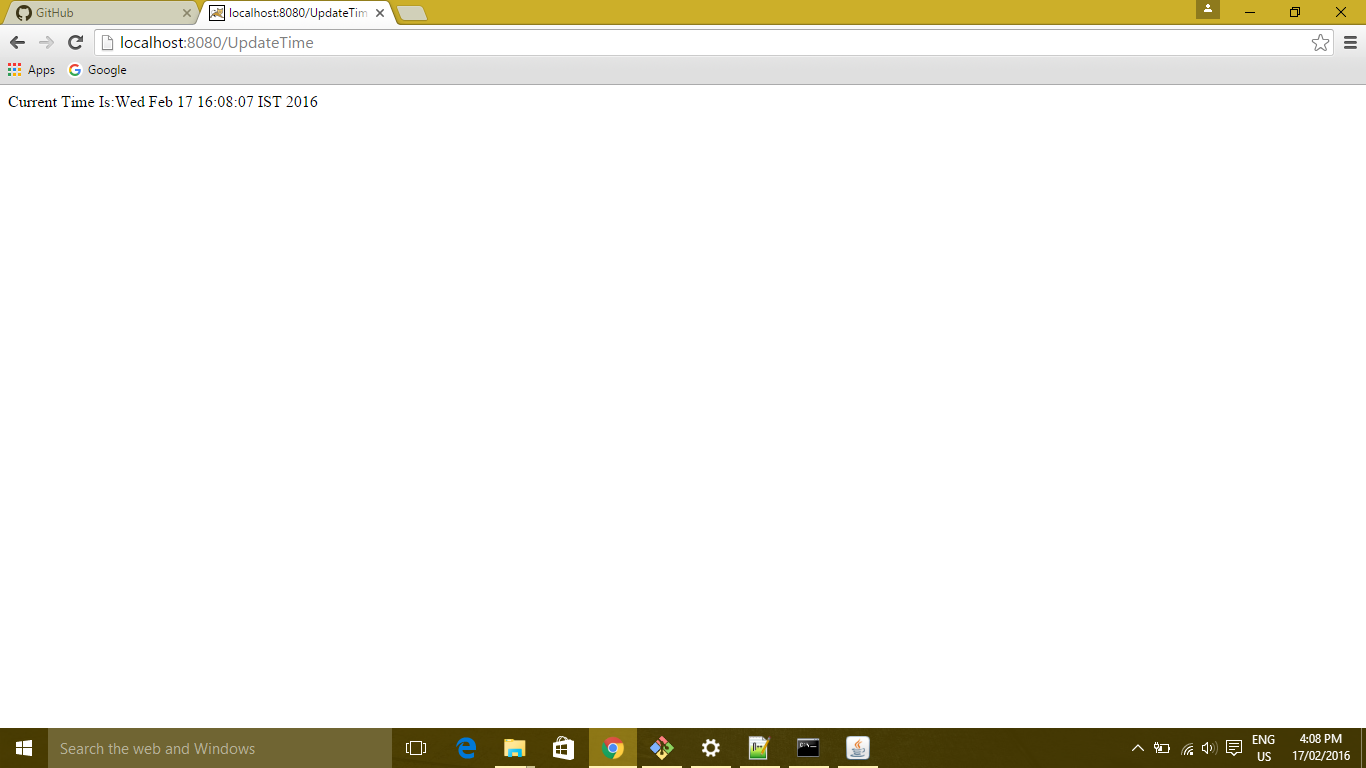 GitHub
localhost:8080/UpdateTim
localhost:8080/UpdateTime
Apps Google
Current Time Is:Wed Feb 17 16:08:07 IST 2016
Search the web and Windows
ENG 4:08 PM
US 17/02/2016